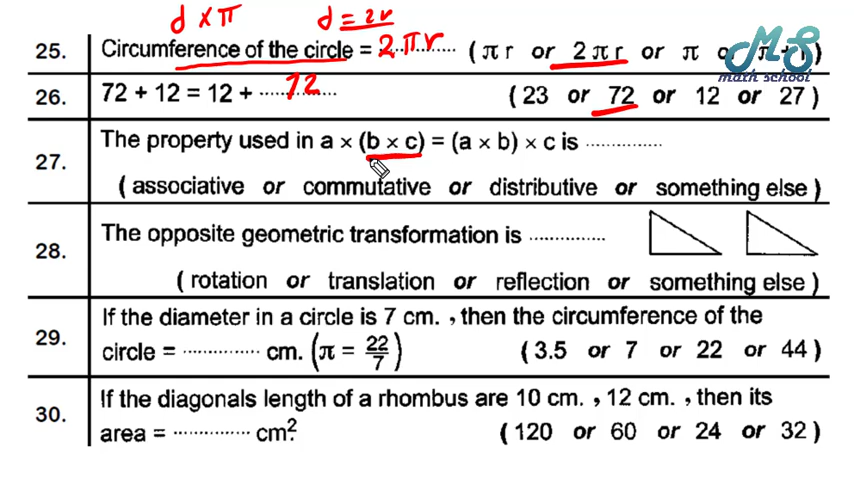 d × π d = 2r
25. Circumference of the circle = 2πr ( π r or 2 π r or π o π + r )
MS
math school
26. 72 + 12 = 12 + 72 ( 23 or 72 or 12 or 27 )
27. The property used in a × (b × c) = (a × b) × c is ..............
( associative or commutative or distributive or something else )
28. The opposite geometric transformation is ..............
( rotation or translation or reflection or something else )
29. If the diameter in a circle is 7 cm. , then the circumference of the
circle = .............. cm. (π = 22/7) ( 3.5 or 7 or 22 or 44 )
30. If the diagonals length of a rhombus are 10 cm. , 12 cm. , then its
area = .............. cm². ( 120 or 60 or 24 or 32 )